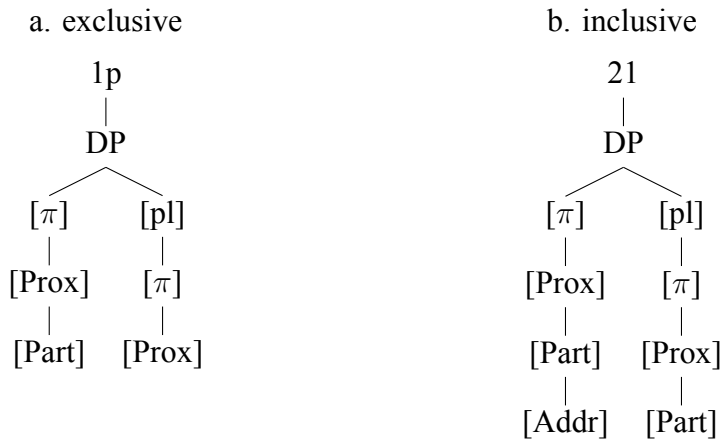 a. exclusive b. inclusive
1p 21
DP DP
[π] [pl] [π] [pl]
[Prox] [π] [Prox] [π]
[Part] [Prox] [Part] [Prox]
[Addr] [Part]